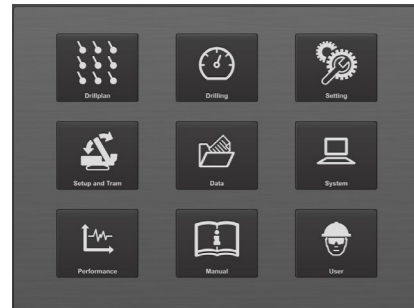 Drillplan
Drilling
Setting
Setup and Tram
Data
System
Performance
Manual
User